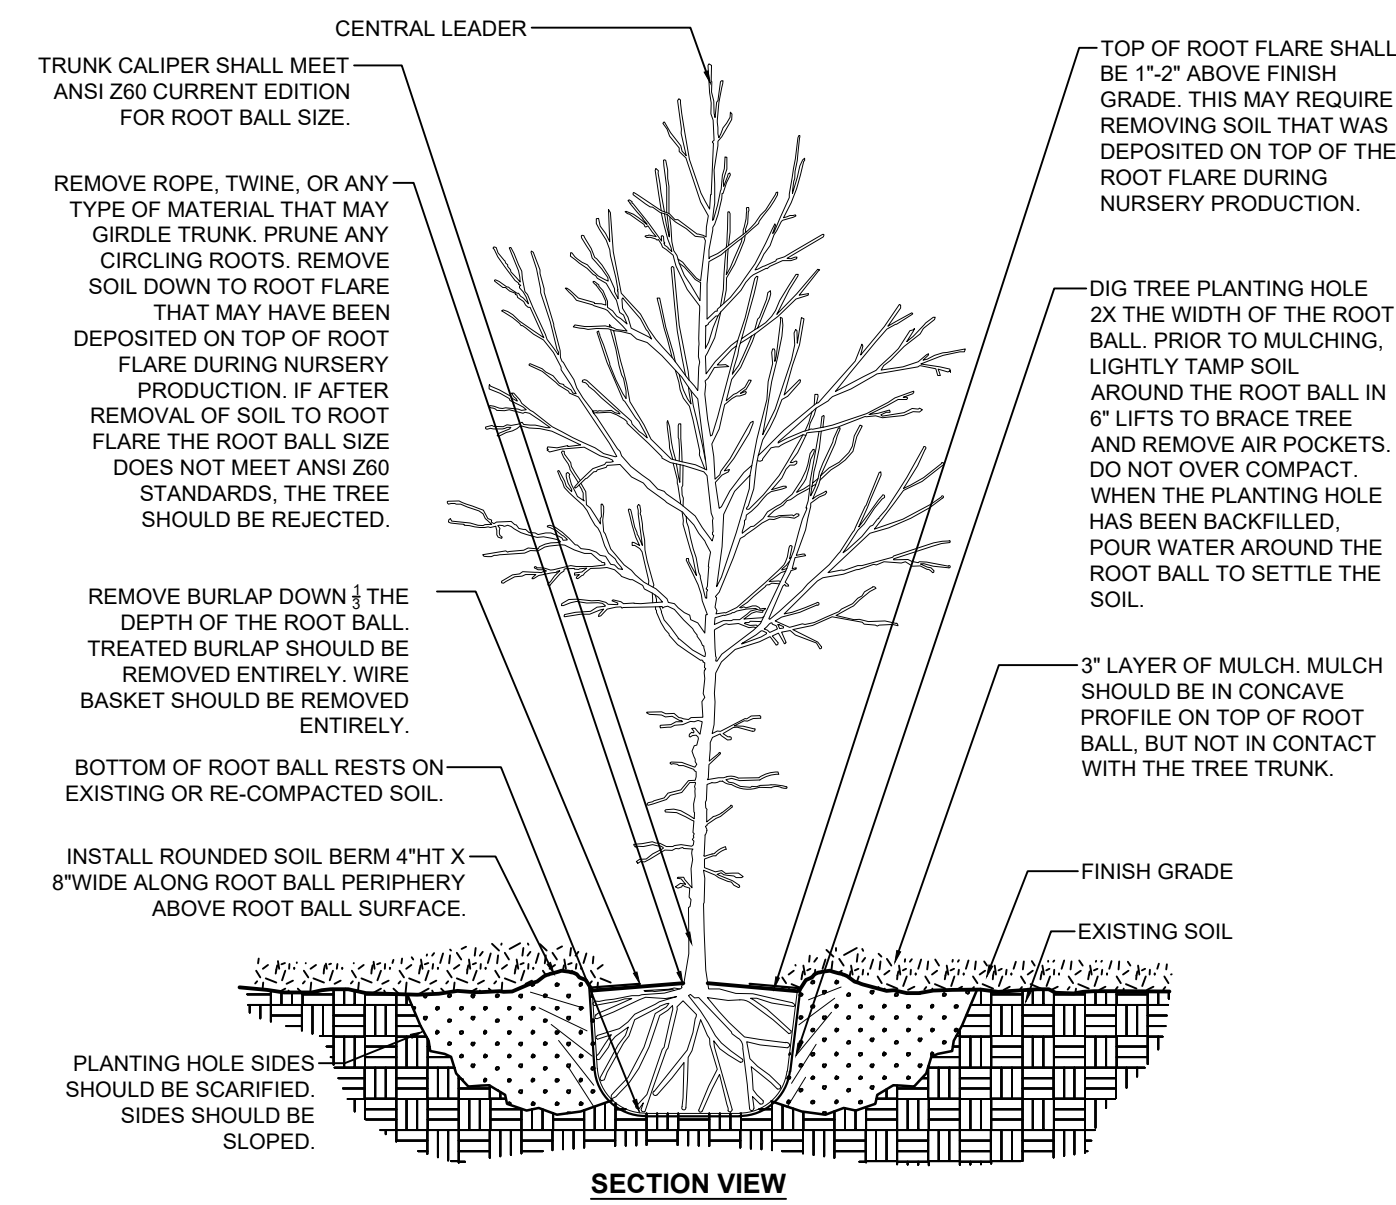 CENTRAL LEADER
TRUNK CALIPER SHALL MEET
ANSI Z60 CURRENT EDITION
FOR ROOT BALL SIZE.
REMOVE ROPE, TWINE, OR ANY
TYPE OF MATERIAL THAT MAY
GIRDLE TRUNK. PRUNE ANY
CIRCLING ROOTS. REMOVE
SOIL DOWN TO ROOT FLARE
THAT MAY HAVE BEEN
DEPOSITED ON TOP OF ROOT
FLARE DURING NURSERY
PRODUCTION. IF AFTER
REMOVAL OF SOIL TO ROOT
FLARE THE ROOT BALL SIZE
DOES NOT MEET ANSI Z60
STANDARDS, THE TREE
SHOULD BE REJECTED.
REMOVE BURLAP DOWN 1/3 THE
DEPTH OF THE ROOT BALL.
TREATED BURLAP SHOULD BE
REMOVED ENTIRELY. WIRE
BASKET SHOULD BE REMOVED
ENTIRELY.
BOTTOM OF ROOT BALL RESTS ON
EXISTING OR RE-COMPACTED SOIL.
INSTALL ROUNDED SOIL BERM 4"HT X
8"WIDE ALONG ROOT BALL PERIPHERY
ABOVE ROOT BALL SURFACE.
PLANTING HOLE SIDES
SHOULD BE SCARIFIED.
SIDES SHOULD BE
SLOPED.
TOP OF ROOT FLARE SHALL
BE 1"-2" ABOVE FINISH
GRADE. THIS MAY REQUIRE
REMOVING SOIL THAT WAS
DEPOSITED ON TOP OF THE
ROOT FLARE DURING
NURSERY PRODUCTION.
DIG TREE PLANTING HOLE
2X THE WIDTH OF THE ROOT
BALL. PRIOR TO MULCHING,
LIGHTLY TAMP SOIL
AROUND THE ROOT BALL IN
6" LIFTS TO BRACE TREE
AND REMOVE AIR POCKETS.
DO NOT OVER COMPACT.
WHEN THE PLANTING HOLE
HAS BEEN BACKFILLED,
POUR WATER AROUND THE
ROOT BALL TO SETTLE THE
SOIL.
3" LAYER OF MULCH. MULCH
SHOULD BE IN CONCAVE
PROFILE ON TOP OF ROOT
BALL, BUT NOT IN CONTACT
WITH THE TREE TRUNK.
FINISH GRADE
EXISTING SOIL
SECTION VIEW